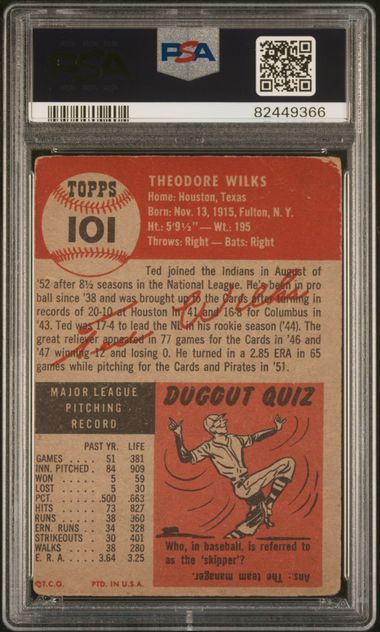 PSA
PSA
82449366
TOPPS
101
THEODORE WILKS
Home: Houston, Texas
Born: Nov. 13, 1915, Fulton, N. Y.
Ht.: 5'9½" — Wt.: 195
Throws: Right — Bats: Right
Ted joined the Indians in August of
'52 after 8½ seasons in the National League. He's been in pro
ball since '38 and was brought up to the Cards after turning
in records of 20-10 at Houston in '41 and 16-8 for Columbus in
'43. Ted was 17-4 to lead the NL in his rookie season ('44). The
great reliever appeared in 77 games for the Cards in '46 and
'47 winning 12 and losing 0. He turned in a 2.85 ERA in 65
games while pitching for the Cards and Pirates in '51.
Ted Wilks
MAJOR LEAGUE
PITCHING
RECORD
PAST YR. LIFE
GAMES . . . . 51 381
INN. PITCHED . 84 909
WON . . . . . 5 59
LOST . . . . . 5 30
PCT. . . . . .500 .663
HITS . . . . 73 827
RUNS . . . . 38 360
ERN. RUNS . . 34 328
STRIKEOUTS . 30 401
WALKS . . . . 38 280
E. R. A. . . . 3.64 3.25
©T.C.G. PTD. IN U.S.A.
DUGOUT QUIZ
Who, in baseball, is referred to
as the 'skipper'?
Ans: The team manager.